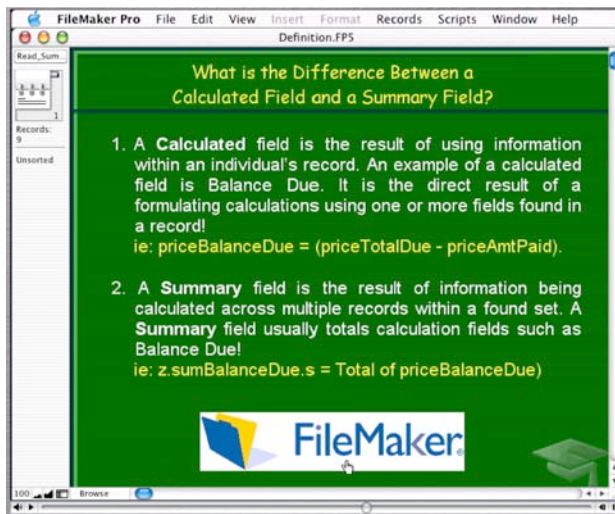 FileMaker Pro File Edit View Insert Format Records Scripts Window Help
Definition.FP5
Read_Sum
1
Records:
9
Unsorted
What is the Difference Between a
Calculated Field and a Summary Field?
1. A Calculated field is the result of using information
within an individual's record. An example of a calculated
field is Balance Due. It is the direct result of a
formulating calculations using one or more fields found in
a record!
ie: priceBalanceDue = (priceTotalDue - priceAmtPaid).
2. A Summary field is the result of information being
calculated across multiple records within a found set. A
Summary field usually totals calculation fields such as
Balance Due!
ie: z.sumBalanceDue.s = Total of priceBalanceDue)
FileMaker®
100 Browse